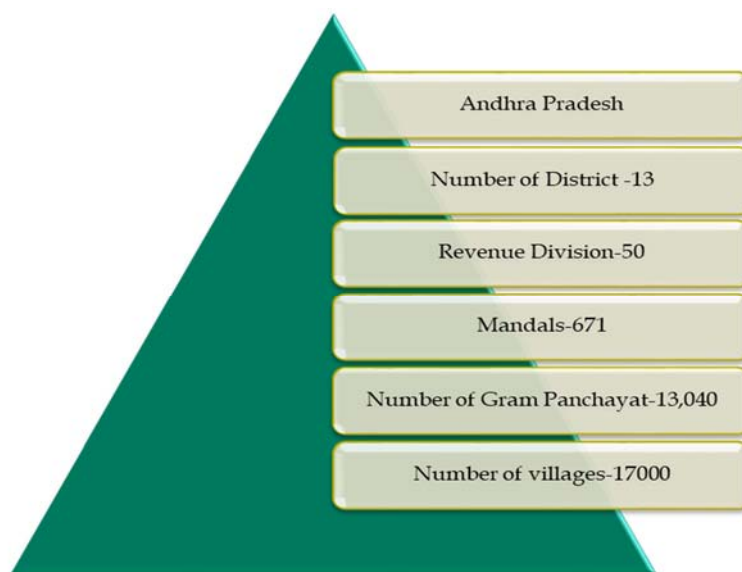 Andhra Pradesh
Number of District -13
Revenue Division-50
Mandals-671
Number of Gram Panchayat-13,040
Number of villages-17000